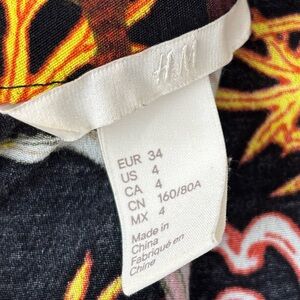 H&M
EUR 34
US 4
CA 4
CN 160/80A
MX 4
Made in
China
Fabriqué en
Chine